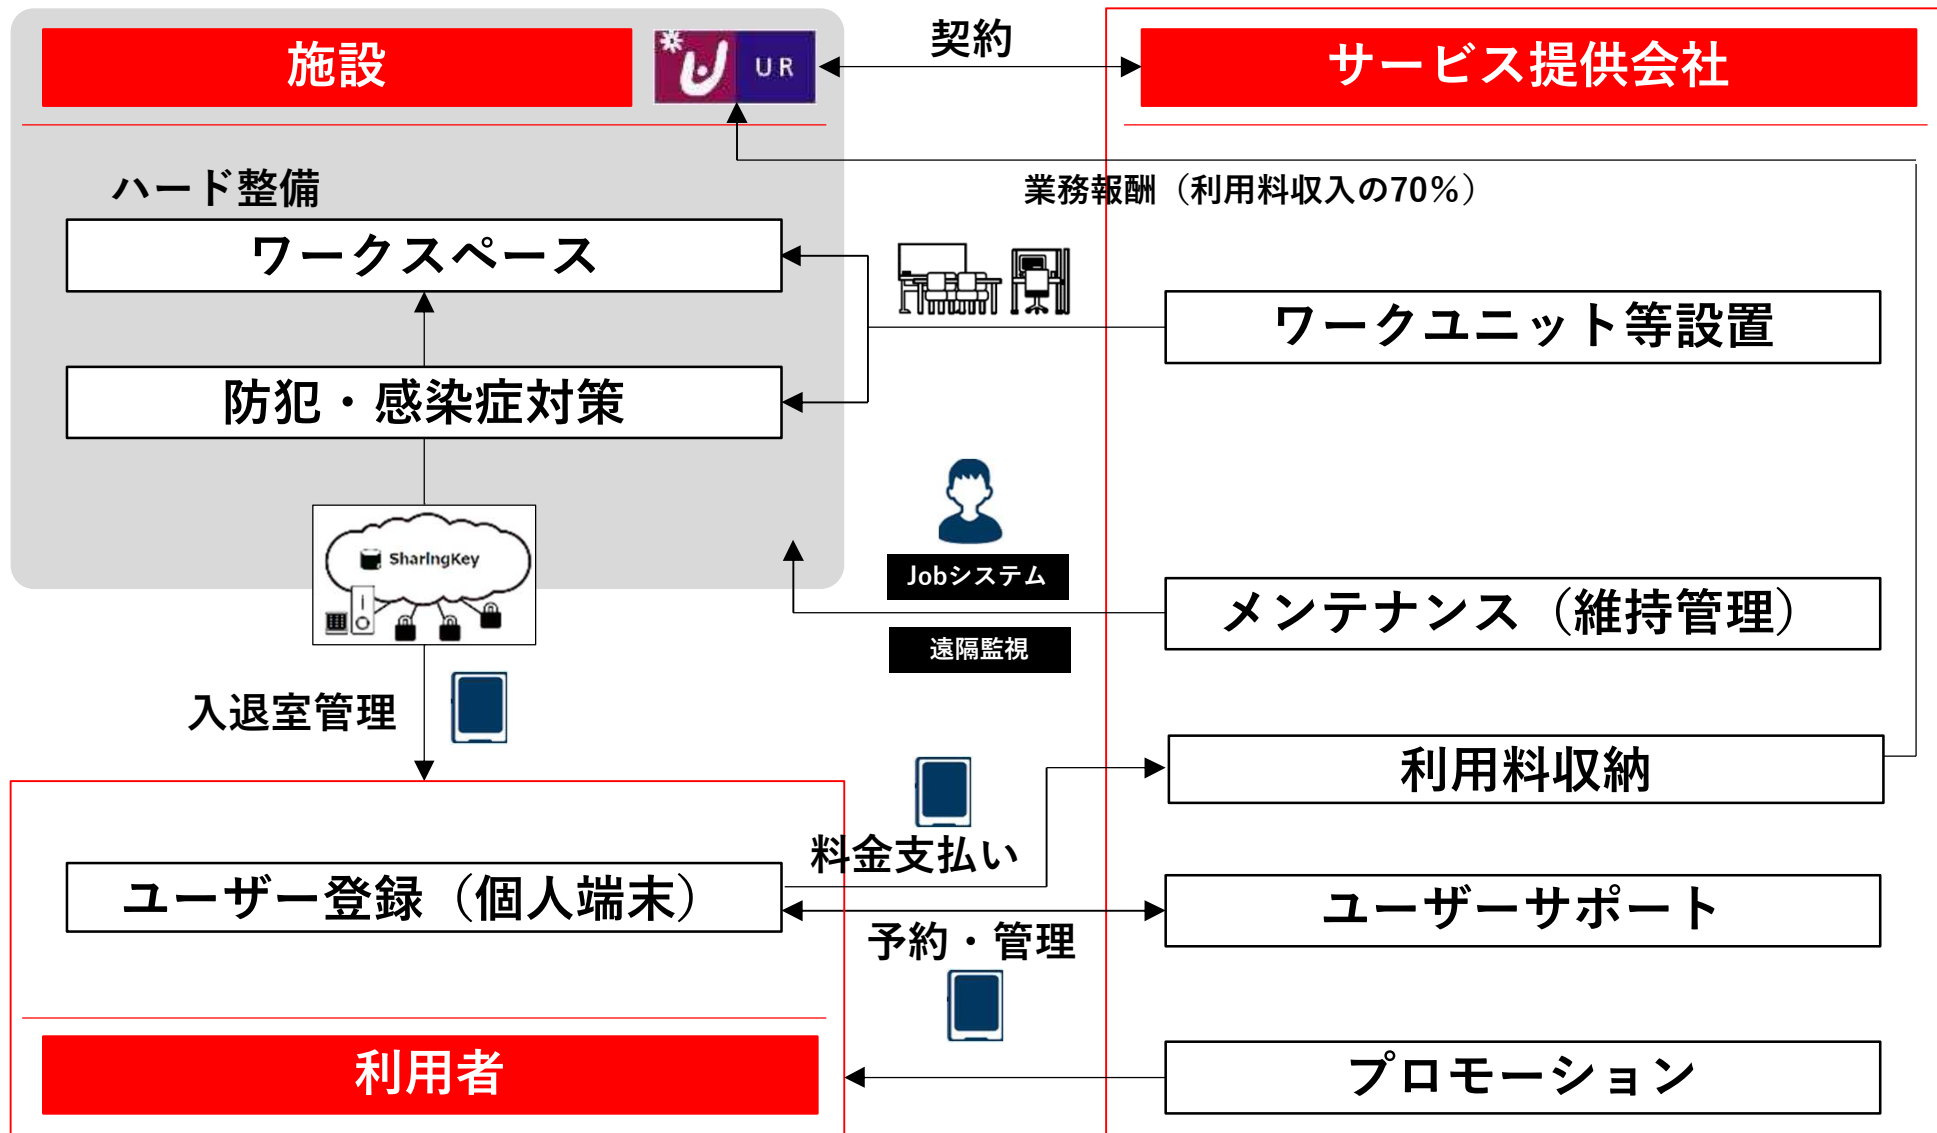 施設
UR
契約
サービス提供会社
ハード整備
業務報酬（利用料収入の70％）
ワークスペース
ワークユニット等設置
防犯・感染症対策
SharingKey
Jobシステム
メンテナンス（維持管理）
遠隔監視
入退室管理
利用料収納
料金支払い
ユーザー登録（個人端末）
ユーザーサポート
予約・管理
利用者
プロモーション